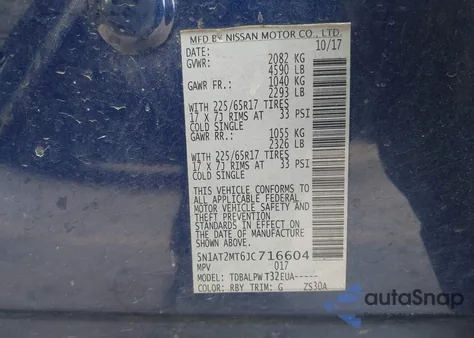 MFD BY NISSAN MOTOR CO., LTD.
DATE: 10/17
GVWR: 2082 KG
4590 LB
GAWR FR.: 1040 KG
2293 LB
WITH 225/65R17 TIRES
17 X 7J RIMS AT 33 PSI
COLD SINGLE
GAWR RR.: 1055 KG
2326 LB
WITH 225/65R17 TIRES
17 X 7J RIMS AT 33 PSI
COLD SINGLE
THIS VEHICLE CONFORMS TO
ALL APPLICABLE FEDERAL
MOTOR VEHICLE SAFETY AND
THEFT PREVENTION
STANDARDS IN EFFECT ON
THE DATE OF MANUFACTURE
SHOWN ABOVE.
5N1AT2MT6JC716604
MPV 017
MODEL: TDBALPW T32EUA-----
COLOR: RBY TRIM: G ZS30A
autoSnap